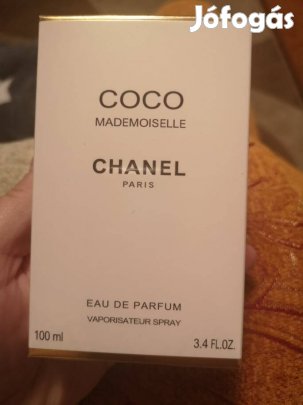 Jófogás
COCO
MADEMOISELLE
CHANEL
PARIS
EAU DE PARFUM
VAPORISATEUR SPRAY
100 ml
3.4 FL.OZ.